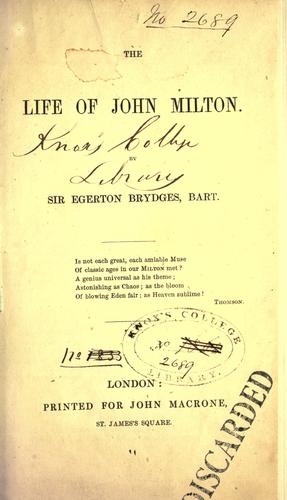 No 2689
THE
LIFE OF JOHN MILTON.
Knox's College
BY
Library
SIR EGERTON BRYDGES, BART.
Is not each great, each amiable Muse
Of classic ages in our MILTON met?
A genius universal as his theme;
Astonishing as Chaos; as the bloom
Of blowing Eden fair; as Heaven sublime!
THOMSON.
KNOX'S COLLEGE
No
2689
LIBRARY.
LONDON:
PRINTED FOR JOHN MACRONE,
ST. JAMES'S SQUARE.
DISCARDED